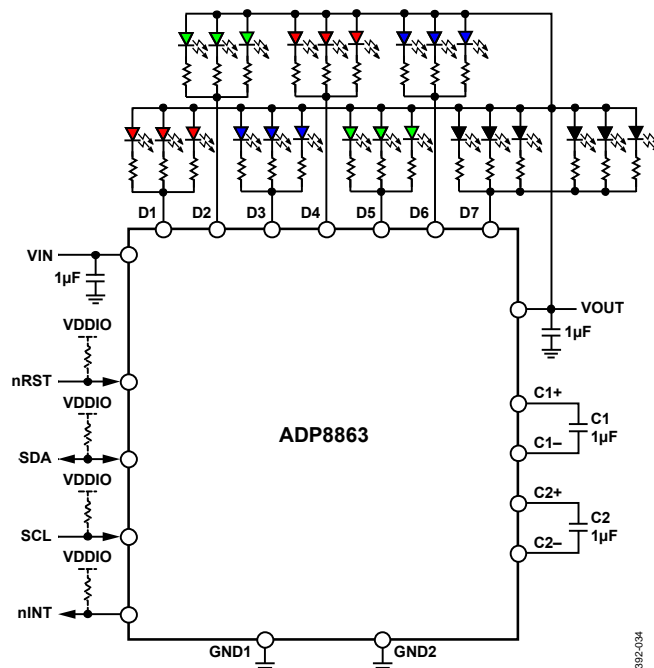 D1 D2 D3 D4 D5 D6 D7
VIN
1µF
VOUT
1µF
VDDIO
nRST
VDDIO
SDA
VDDIO
SCL
VDDIO
nINT
ADP8863
C1+
C1
1µF
C1–
C2+
C2
1µF
C2–
GND1
GND2
392-034